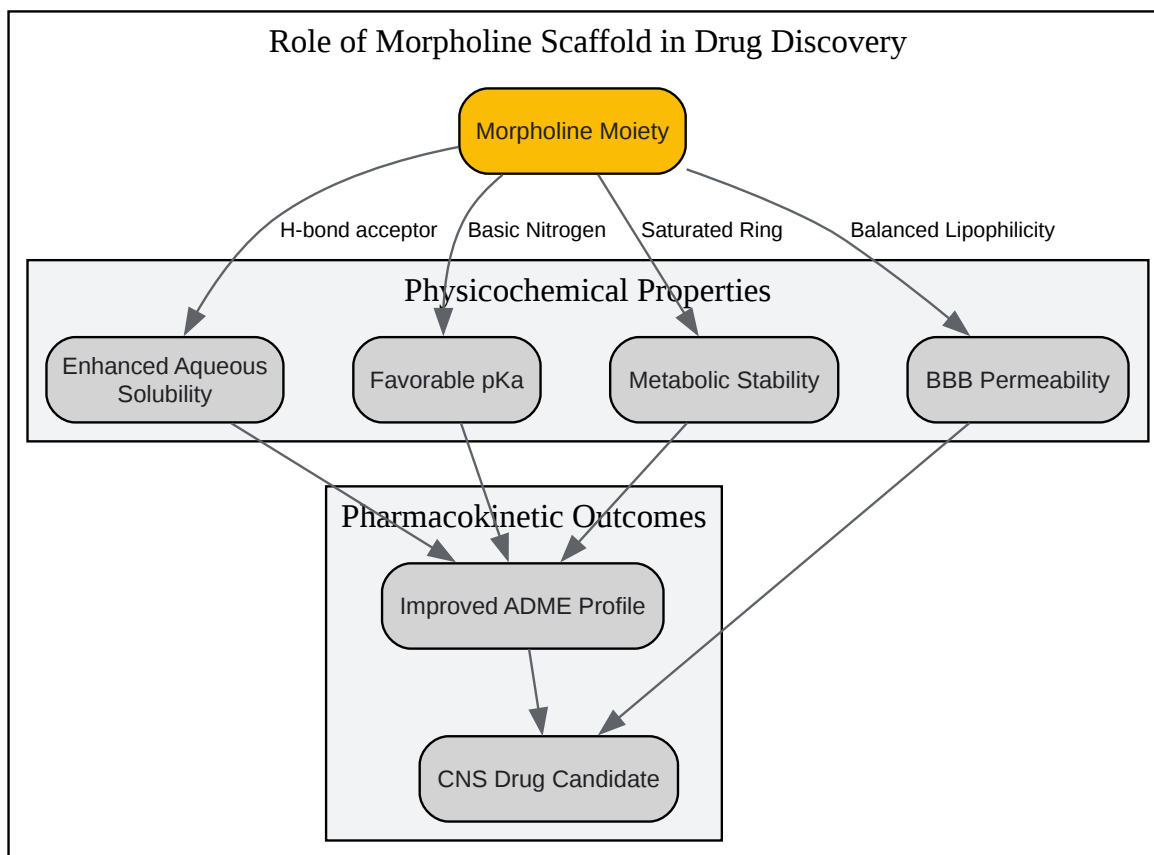 Role of Morpholine Scaffold in Drug Discovery
Morpholine Moiety
H-bond acceptor
Basic Nitrogen
Saturated Ring
Balanced Lipophilicity
Physicochemical Properties
Enhanced Aqueous
Solubility
Favorable pKa
Metabolic Stability
BBB Permeability
Pharmacokinetic Outcomes
Improved ADME Profile
CNS Drug Candidate